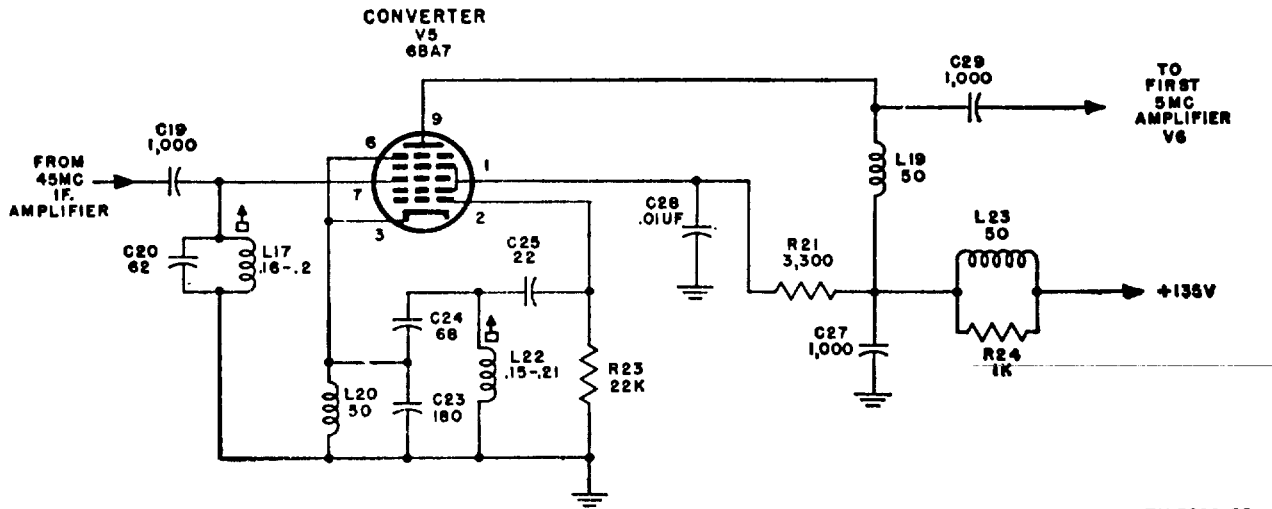 CONVERTER
V5
6BA7
C29
1,000
TO
FIRST
5MC
AMPLIFIER
V6
C19
1,000
FROM
45MC
IF.
AMPLIFIER
9
6
1
7
2
3
L19
50
C28
.01UF
L23
50
R21
3,300
+135V
C20
62
L17
.16-.2
C25
22
C24
68
L22
.15-.21
R23
22K
C27
1,000
R24
1K
L20
50
C23
180